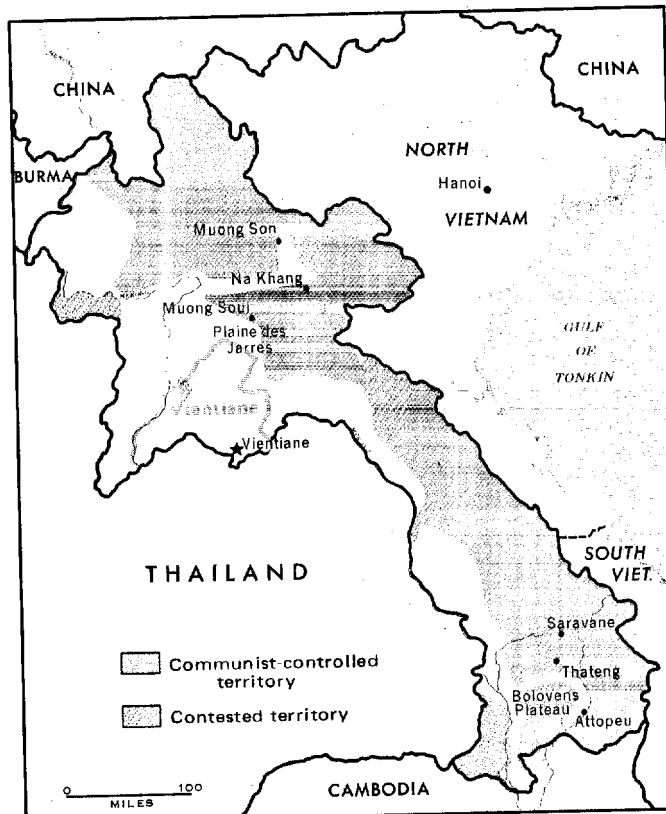 CHINA
CHINA
BURMA
NORTH
VIETNAM
Hanoi
Muong Son
Na Khang
Muong Soui
Plaine des
Jarres
GULF
OF
TONKIN
Vientiane
Vientiane
THAILAND
SOUTH
VIET.
Saravane
Thateng
Bolovens
Plateau
Attopeu
Communist-controlled
territory
Contested territory
0 100
MILES
CAMBODIA